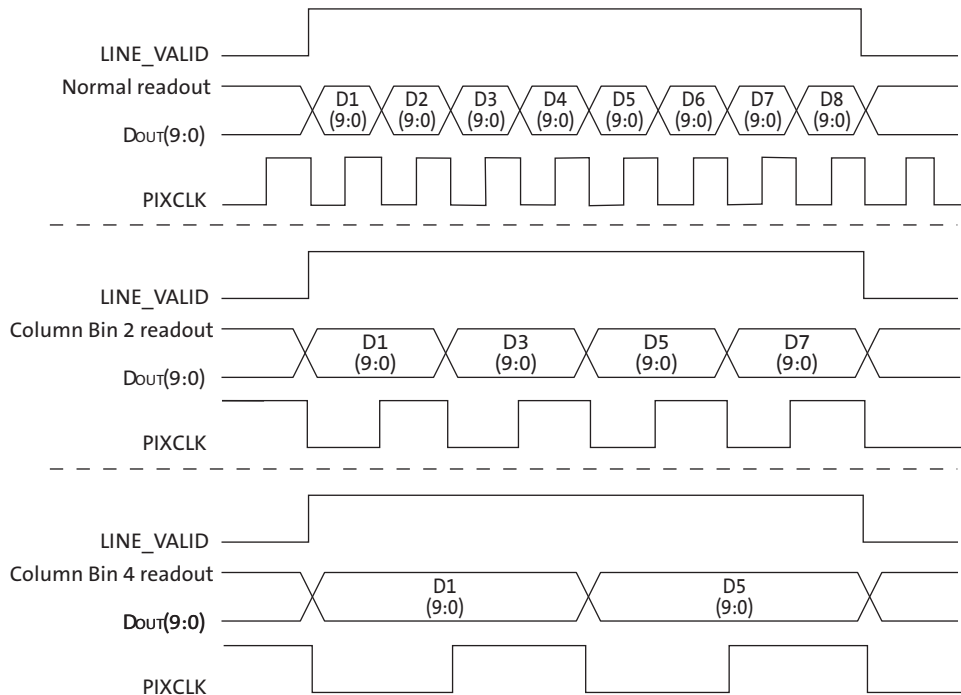 LINE_VALID
Normal readout
D1 D2 D3 D4 D5 D6 D7 D8
(9:0) (9:0) (9:0) (9:0) (9:0) (9:0) (9:0) (9:0)
DOUT(9:0)
PIXCLK
LINE_VALID
Column Bin 2 readout
D1 D3 D5 D7
(9:0) (9:0) (9:0) (9:0)
DOUT(9:0)
PIXCLK
LINE_VALID
Column Bin 4 readout
D1 D5
(9:0) (9:0)
DOUT(9:0)
PIXCLK